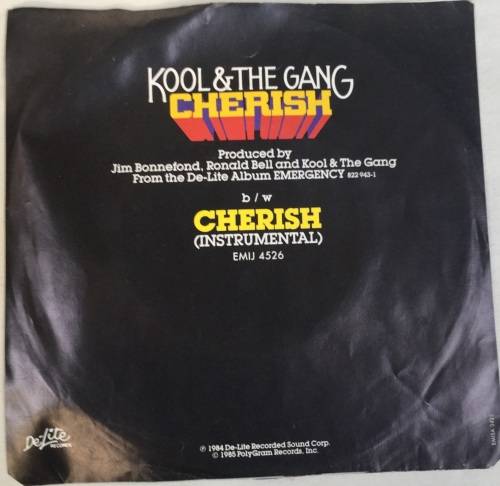 KOOL & THE GANG
CHERISH
Produced by
Jim Bonnefond, Ronald Bell and Kool & The Gang
From the De-Lite Album EMERGENCY 822 943-1
b / w
CHERISH
(INSTRUMENTAL)
EMIJ 4526
De-Lite
RECORDS
℗ 1984 De-Lite Recorded Sound Corp.
© 1985 PolyGram Records, Inc.